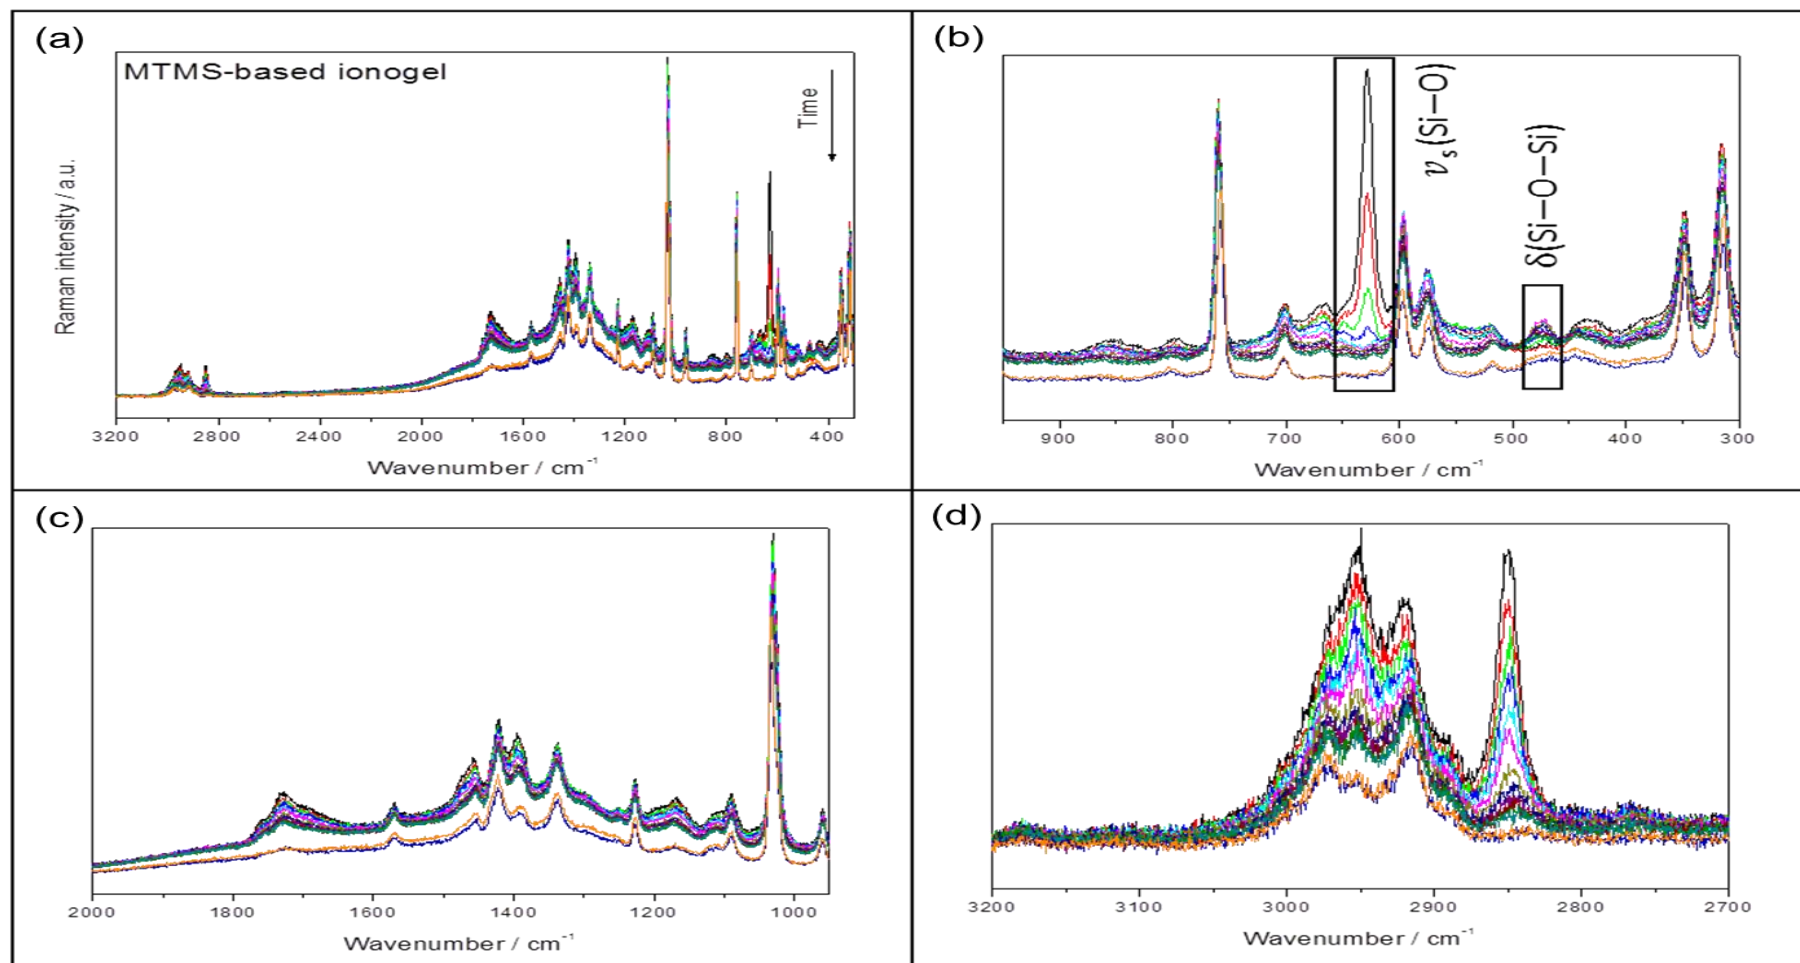 (a)
MTMS-based ionogel
Time
Raman intensity / a.u.
3200 2800 2400 2000 1600 1200 800 400
Wavenumber / cm⁻¹
(b)
𝜈s(Si—O)
δ(Si—O—Si)
900 800 700 600 500 400 300
Wavenumber / cm⁻¹
(c)
2000 1800 1600 1400 1200 1000
Wavenumber / cm⁻¹
(d)
3200 3100 3000 2900 2800 2700
Wavenumber / cm⁻¹